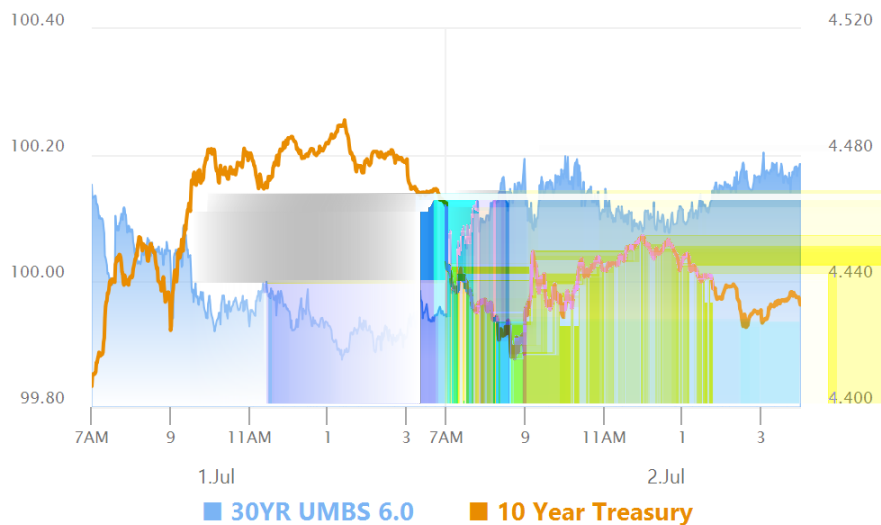 100.40 4.520
100.20 4.480
100.00 4.440
99.80 4.400
7AM 9 11AM 1 3 7AM 9 11AM 1 3
1.Jul 2.Jul
30YR UMBS 6.0 10 Year Treasury